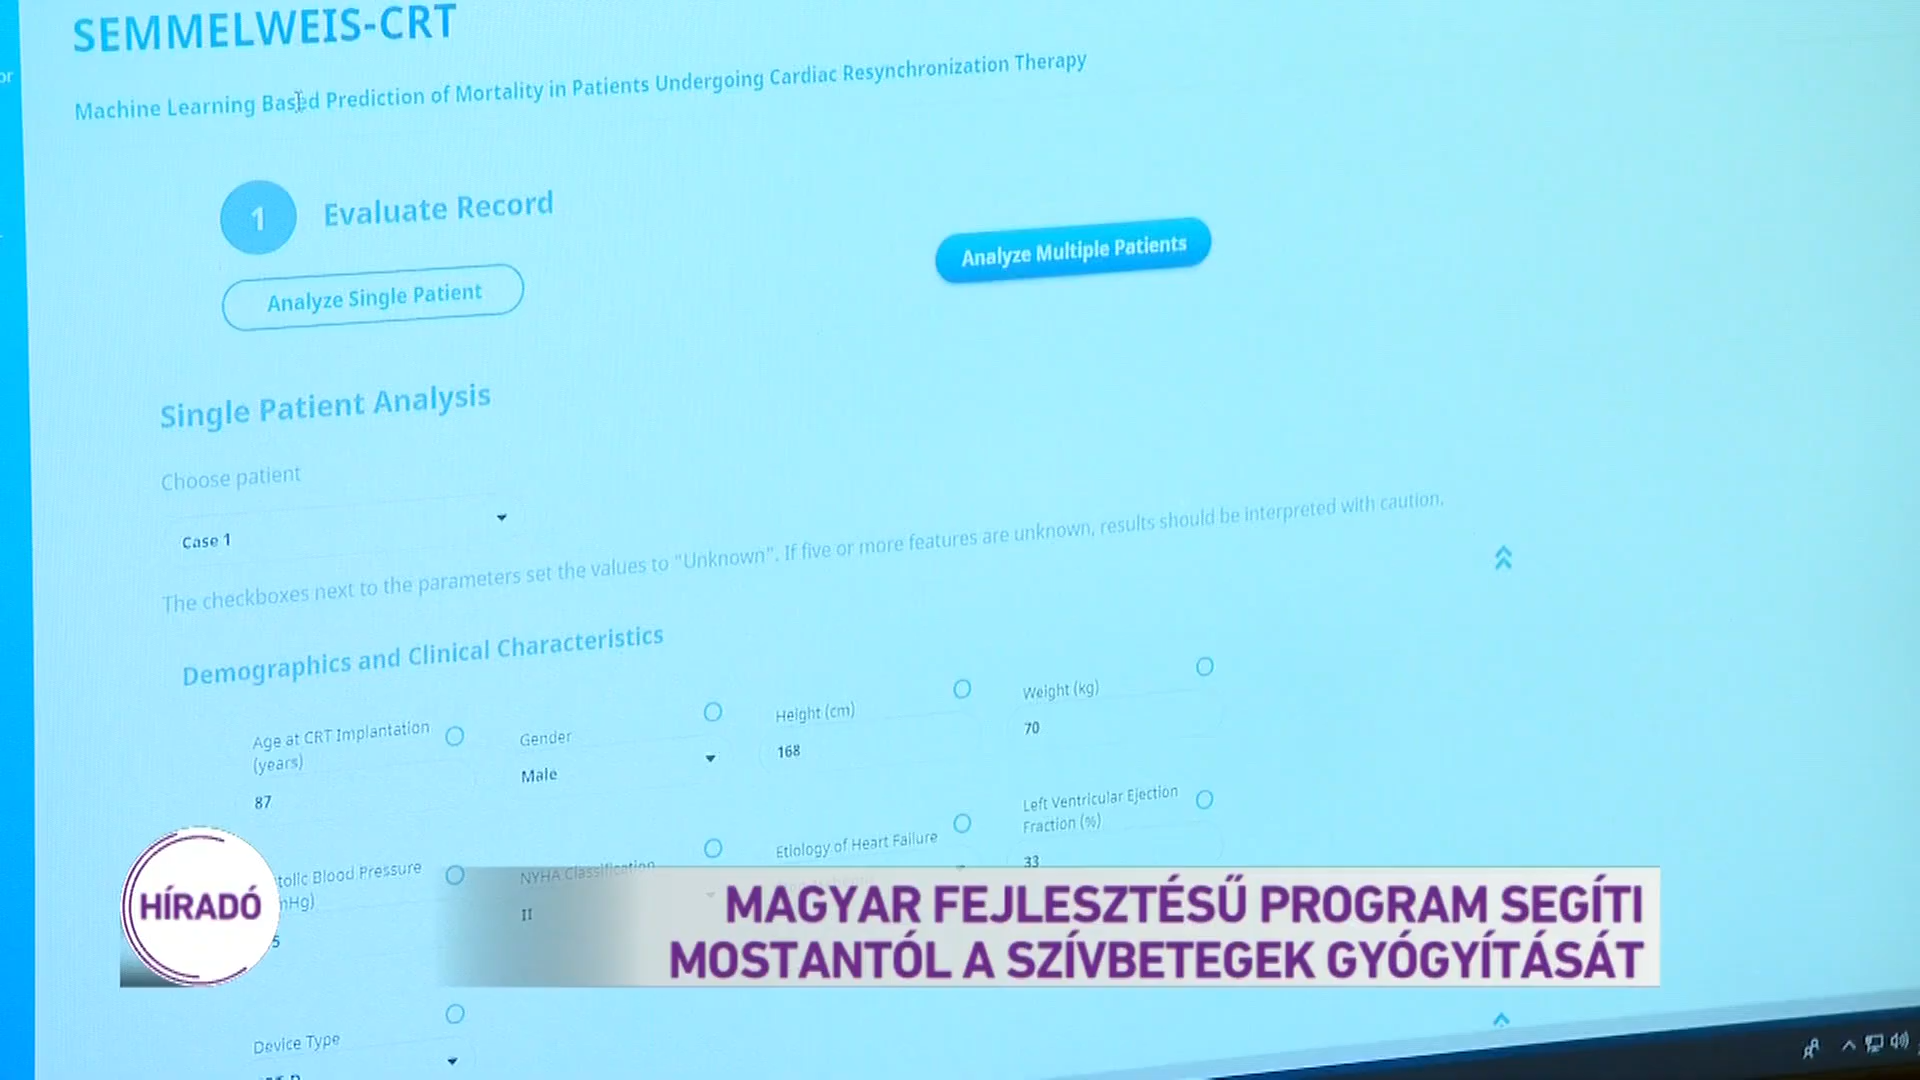 SEMMELWEIS-CRT
Machine Learning Based Prediction of Mortality in Patients Undergoing Cardiac Resynchronization Therapy
1
Evaluate Record
Analyze Single Patient
Analyze Multiple Patients
Single Patient Analysis
Choose patient
Case 1
The checkboxes next to the parameters set the values to "Unknown". If five or more features are unknown, results should be interpreted with caution.
Demographics and Clinical Characteristics
Age at CRT Implantation
(years)
87
Gender
Male
Height (cm)
168
Weight (kg)
70
Blood Pressure
NYHA Classification
II
Etiology of Heart Failure
Left Ventricular Ejection
Fraction (%)
33
Device Type
HÍRADÓ
MAGYAR FEJLESZTÉSŰ PROGRAM SEGÍTI
MOSTANTÓL A SZÍVBETEGEK GYÓGYÍTÁSÁT